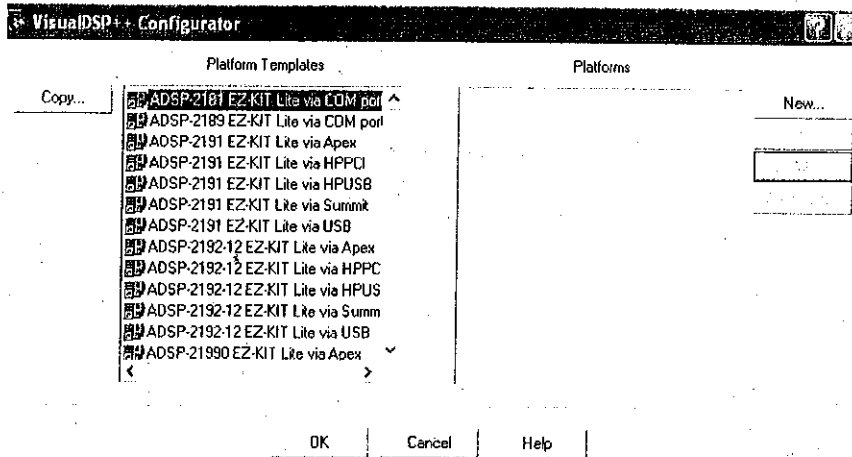 VisualDSP++ Configurator
Platform Templates
Platforms
Copy...
New...
ADSP-2181 EZ-KIT Lite via COM port
ADSP-2189 EZ-KIT Lite via COM port
ADSP-2191 EZ-KIT Lite via Apex
ADSP-2191 EZ-KIT Lite via HPPCI
ADSP-2191 EZ-KIT Lite via HPUSB
ADSP-2191 EZ-KIT Lite via Summit
ADSP-2191 EZ-KIT Lite via USB
ADSP-2192-12 EZ-KIT Lite via Apex
ADSP-2192-12 EZ-KIT Lite via HPPC
ADSP-2192-12 EZ-KIT Lite via HPUS
ADSP-2192-12 EZ-KIT Lite via Summ
ADSP-2192-12 EZ-KIT Lite via USB
ADSP-21990 EZ-KIT Lite via Apex
OK
Cancel
Help